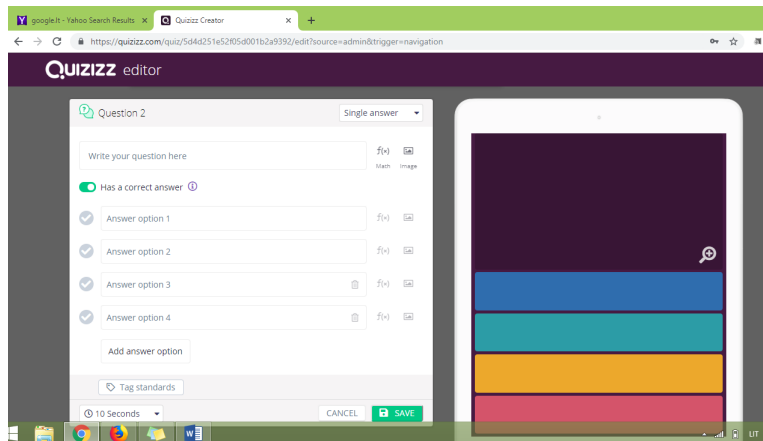 google.lt - Yahoo Search Results
Quizizz Creator
https://quizizz.com/quiz/5d4d251e52f05d001b2a9392/edit?source=admin&trigger=navigation
QUIZIZZ editor
Question 2
Single answer
Write your question here
f(x)
Math
Image
Has a correct answer
Answer option 1
f(x)
Answer option 2
f(x)
Answer option 3
f(x)
Answer option 4
f(x)
Add answer option
Tag standards
10 Seconds
CANCEL
SAVE
LIT